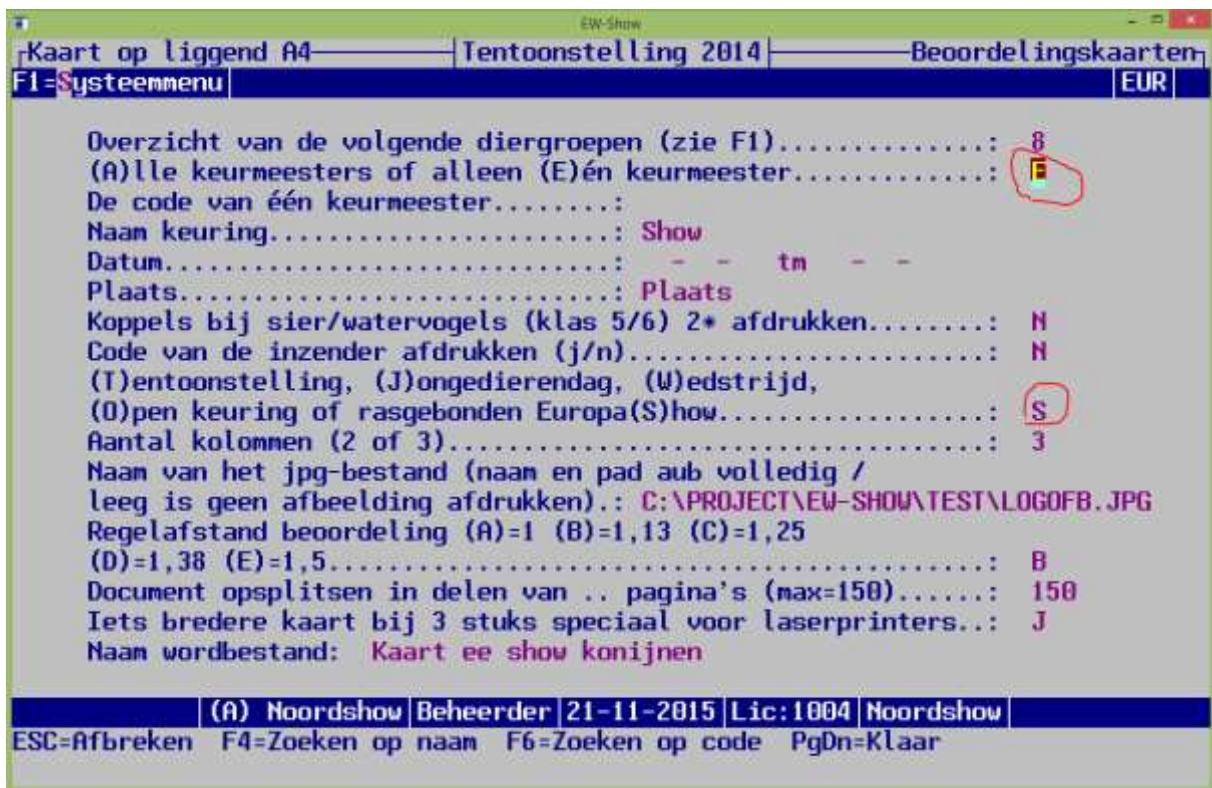 EW-Show
Kaart op liggend A4 Tentoonstelling 2014 Beoordelingskaarten
F1=Systeemmenu EUR
Overzicht van de volgende diergroepen (zie F1)..............: 8
(A)lle keurmeesters of alleen (E)én keurmeester.............: E
De code van één keurmeester........:
Naam keuring.......................: Show
Datum..............................: - - tm - -
Plaats.............................: Plaats
Koppels bij sier/watervogels (klas 5/6) 2* afdrukken........: N
Code van de inzender afdrukken (j/n)........................: N
(T)entoonstelling, (J)ongedierendag, (W)edstrijd,
(O)pen keuring of rasgebonden Europa(S)how..................: S
Aantal kolommen (2 of 3)....................................: 3
Naam van het jpg-bestand (naam en pad aub volledig /
leeg is geen afbeelding afdrukken).: C:\PROJECT\EW-SHOW\TEST\LOGOFB.JPG
Regelafstand beoordeling (A)=1 (B)=1,13 (C)=1,25
(D)=1,38 (E)=1,5............................................: B
Document opsplitsen in delen van .. pagina's (max=150)......: 150
Iets bredere kaart bij 3 stuks speciaal voor laserprinters..: J
Naam wordbestand: Kaart ee show konijnen
(A) Noordshow Beheerder 21-11-2015 Lic:1004 Noordshow
ESC=Afbreken F4=Zoeken op naam F6=Zoeken op code PgDn=Klaar